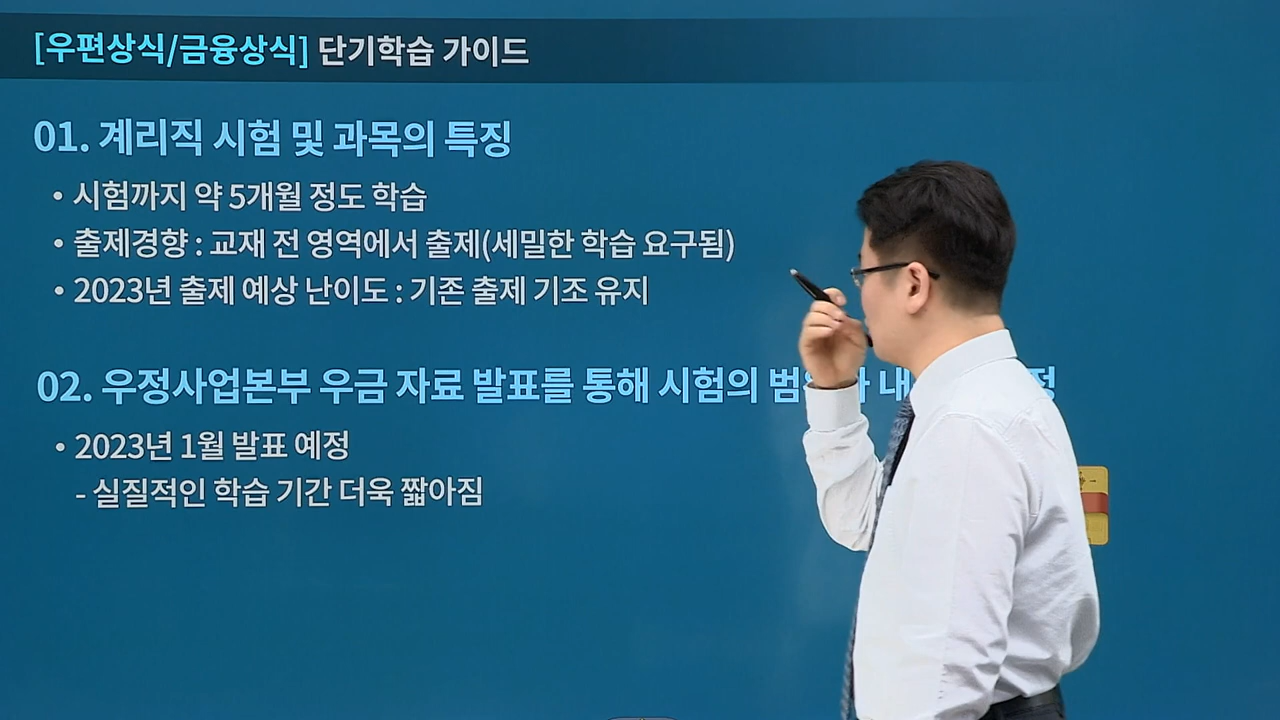 [우편상식/금융상식] 단기학습 가이드
01. 계리직 시험 및 과목의 특징
• 시험까지 약 5개월 정도 학습
• 출제경향 : 교재 전 영역에서 출제(세밀한 학습 요구됨)
• 2023년 출제 예상 난이도 : 기존 출제 기조 유지
02. 우정사업본부 우금 자료 발표를 통해 시험의
• 2023년 1월 발표 예정
- 실질적인 학습 기간 더욱 짧아짐